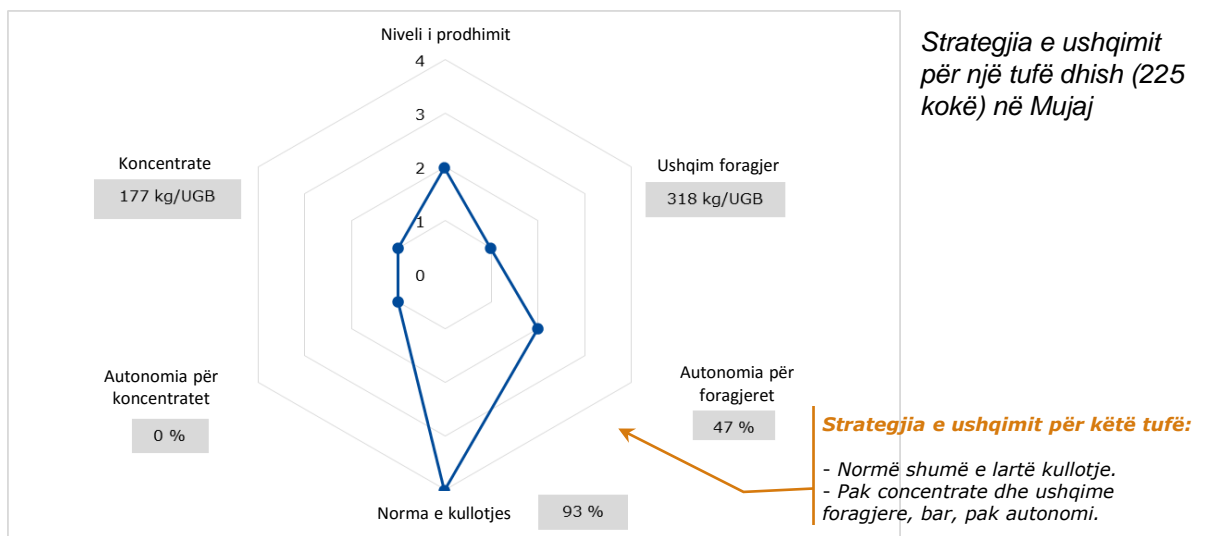 Niveli i prodhimit
4
3
2
1
0
Ushqim foragjer
318 kg/UGB
Autonomia për
foragjeret
47 %
Norma e kullotjes
93 %
Autonomia për
koncentratet
0 %
Koncentrate
177 kg/UGB
Strategjia e ushqimit
për një tufë dhish (225
kokë) në Mujaj
Strategjia e ushqimit për këtë tufë:
- Normë shumë e lartë kullotje.
- Pak concentrate dhe ushqime
foragjere, bar, pak autonomi.